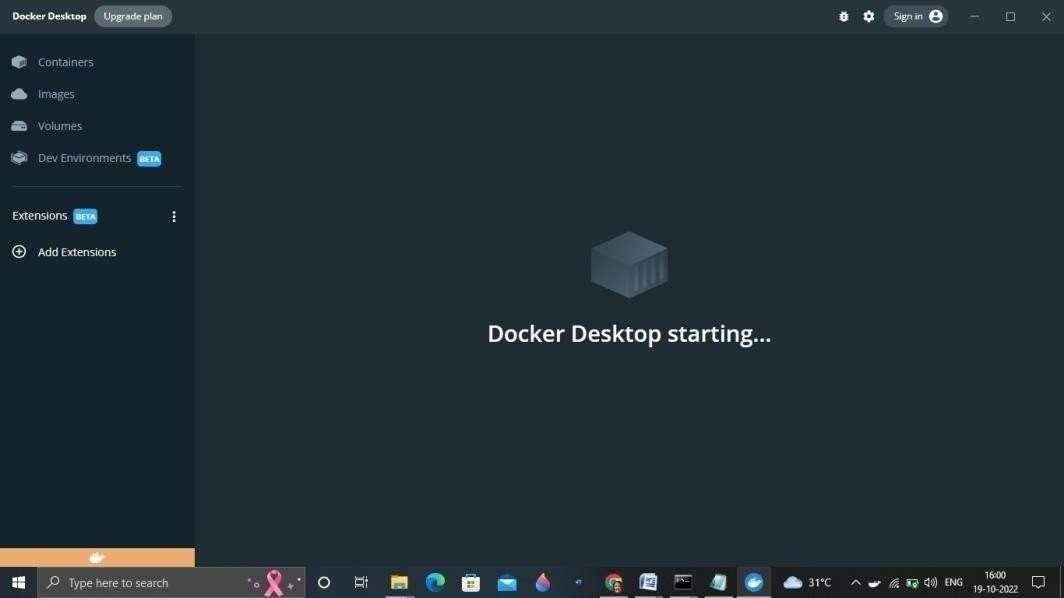 Docker Desktop Upgrade plan Sign in
Containers
Images
Volumes
Dev Environments BETA
Extensions BETA
Add Extensions
Docker Desktop starting...
Type here to search 31°C ENG 16:00
19-10-2022